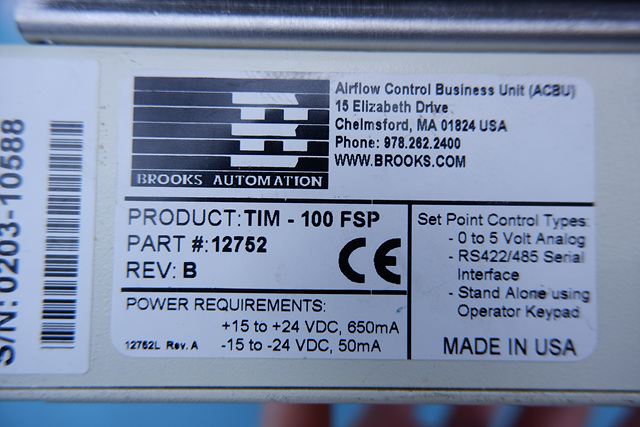 S/N: 0203-10588
BROOKS AUTOMATION
Airflow Control Business Unit (ACBU)
15 Elizabeth Drive
Chelmsford, MA 01824 USA
Phone: 978.262.2400
WWW.BROOKS.COM
PRODUCT: TIM - 100 FSP
PART #: 12752
REV: B
CE
POWER REQUIREMENTS:
+15 to +24 VDC, 650mA
-15 to -24 VDC, 50mA
12752L Rev. A
Set Point Control Types:
- 0 to 5 Volt Analog
- RS422/485 Serial
Interface
- Stand Alone using
Operator Keypad
MADE IN USA